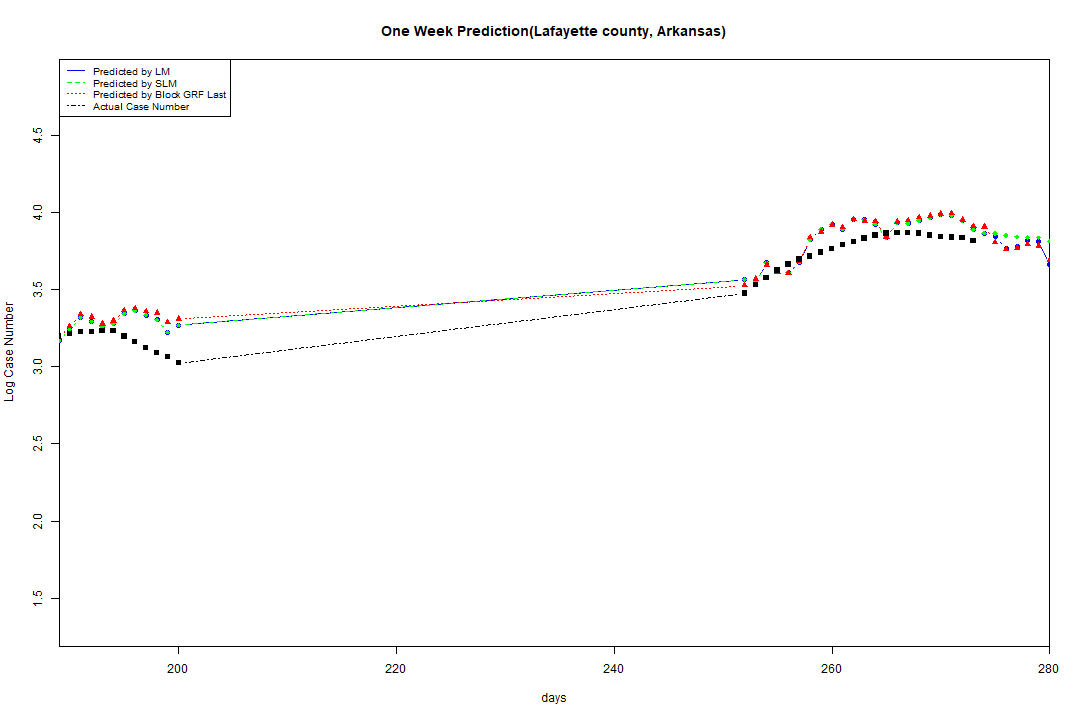 One Week Prediction(Lafayette county, Arkansas)
Predicted by LM
Predicted by SLM
Predicted by Block GRF Last
Actual Case Number
4.5
4.0
3.5
3.0
2.5
2.0
1.5
Log Case Number
200 220 240 260 280
days